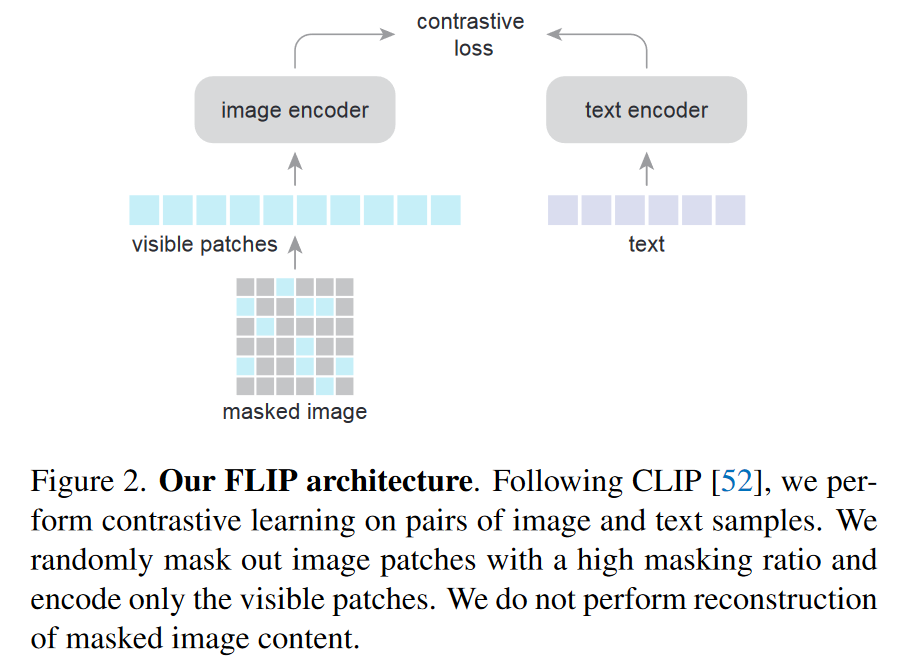 contrastive
loss
image encoder
text encoder
visible patches
text
masked image
Figure 2. Our FLIP architecture. Following CLIP [52], we per-
form contrastive learning on pairs of image and text samples. We
randomly mask out image patches with a high masking ratio and
encode only the visible patches. We do not perform reconstruction
of masked image content.